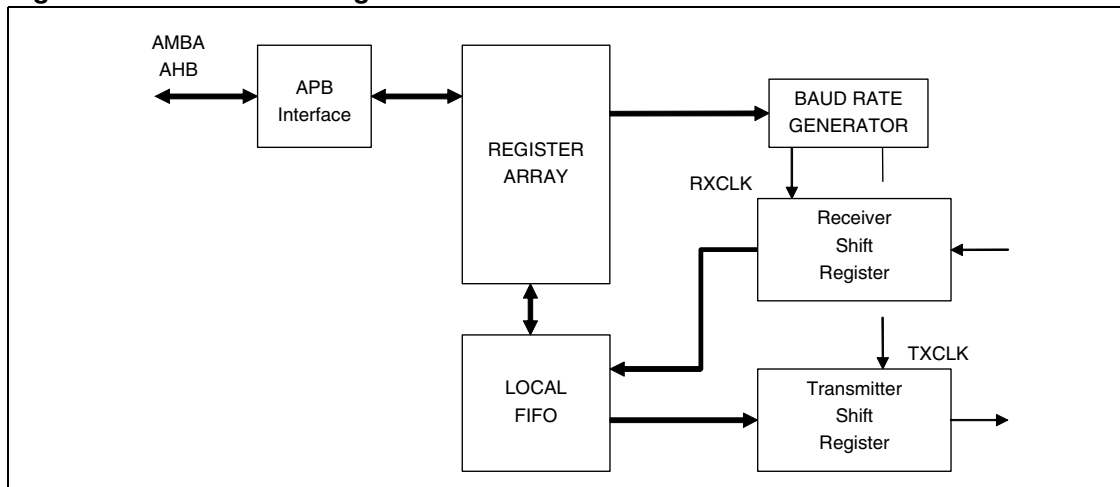 AMBA
AHB
APB
Interface
REGISTER
ARRAY
BAUD RATE
GENERATOR
RXCLK
Receiver
Shift
Register
TXCLK
LOCAL
FIFO
Transmitter
Shift
Register